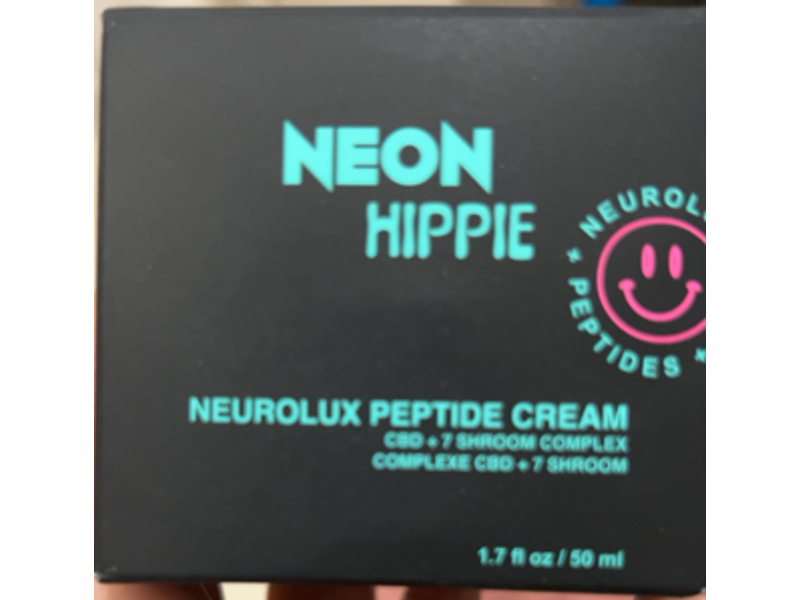 NEON
HIPPIE
NEUROL
+ PEPTIDES +
NEUROLUX PEPTIDE CREAM
CBD + 7 SHROOM COMPLEX
COMPLEXE CBD + 7 SHROOM
1.7 fl oz / 50 ml